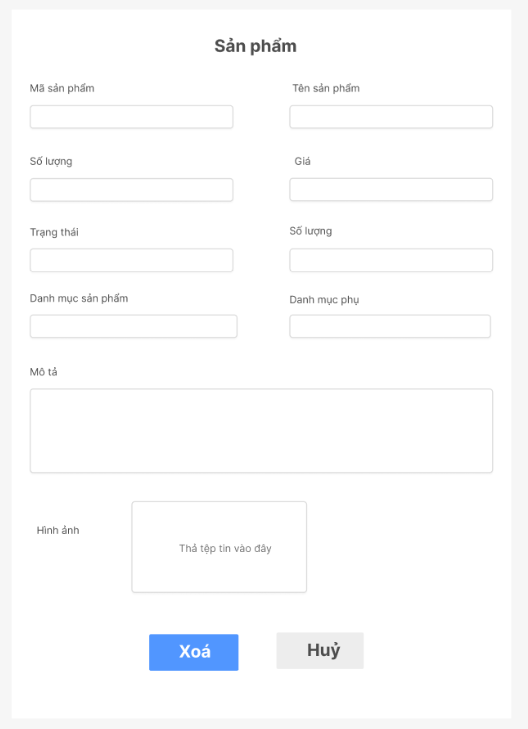 Sản phẩm
Mã sản phẩm
Tên sản phẩm
Số lượng
Giá
Trạng thái
Số lượng
Danh mục sản phẩm
Danh mục phụ
Mô tả
Hình ảnh
Thả tệp tin vào đây
Xoá
Huỷ